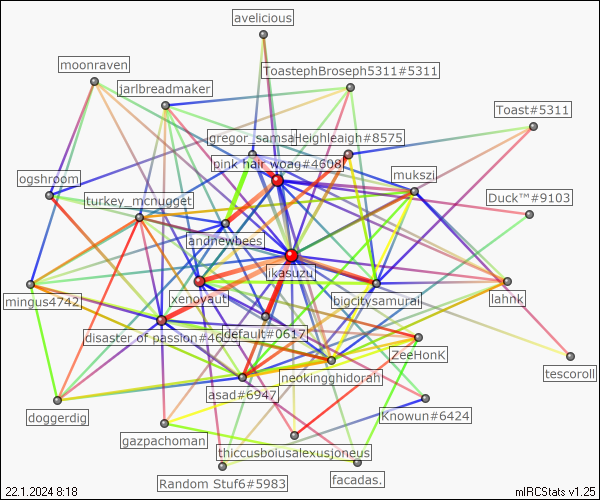 avelicious
moonraven
ToastephBroseph5311#5311
jarlbreadmaker
Toast#5311
gregor_samsa
Heighleaigh#8575
pink hair woag#4608
mukszi
ogshroom
turkey_mcnugget
Duck™#9103
andnewbees
ikasuzu
mingus4742
xenoyaut
bigcitysamurai
lahnk
disaster of passion#46
default#0617
ZeeHonK
tescoroll
neokingghidorah
asad#6947
doggerdig
Knowun#6424
gazpachoman
thiccusboiusalexusjoneus
Random Stuf6#5983
facadas.
22.1.2024 8:18
mIRCStats v1.25